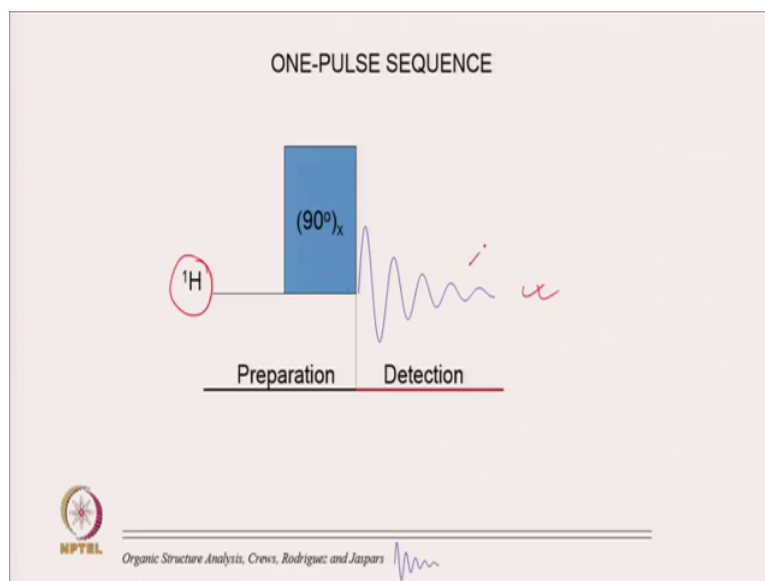 ONE-PULSE SEQUENCE
(90°)ₓ
¹H
Preparation Detection
NPTEL
Organic Structure Analysis, Crews, Rodriguez and Jaspars